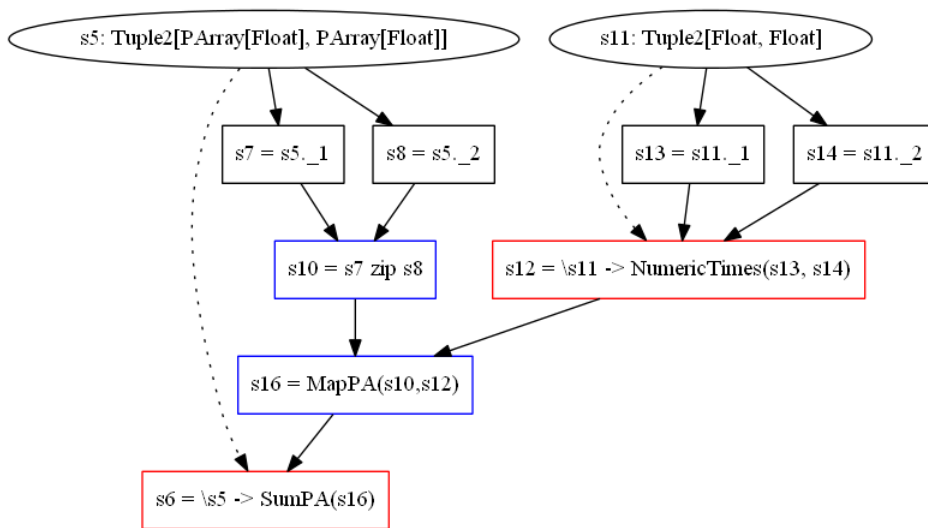 s5: Tuple2[PArray[Float], PArray[Float]]
s11: Tuple2[Float, Float]
s7 = s5._1
s8 = s5._2
s13 = s11._1
s14 = s11._2
s10 = s7 zip s8
s12 = \s11 -> NumericTimes(s13, s14)
s16 = MapPA(s10,s12)
s6 = \s5 -> SumPA(s16)